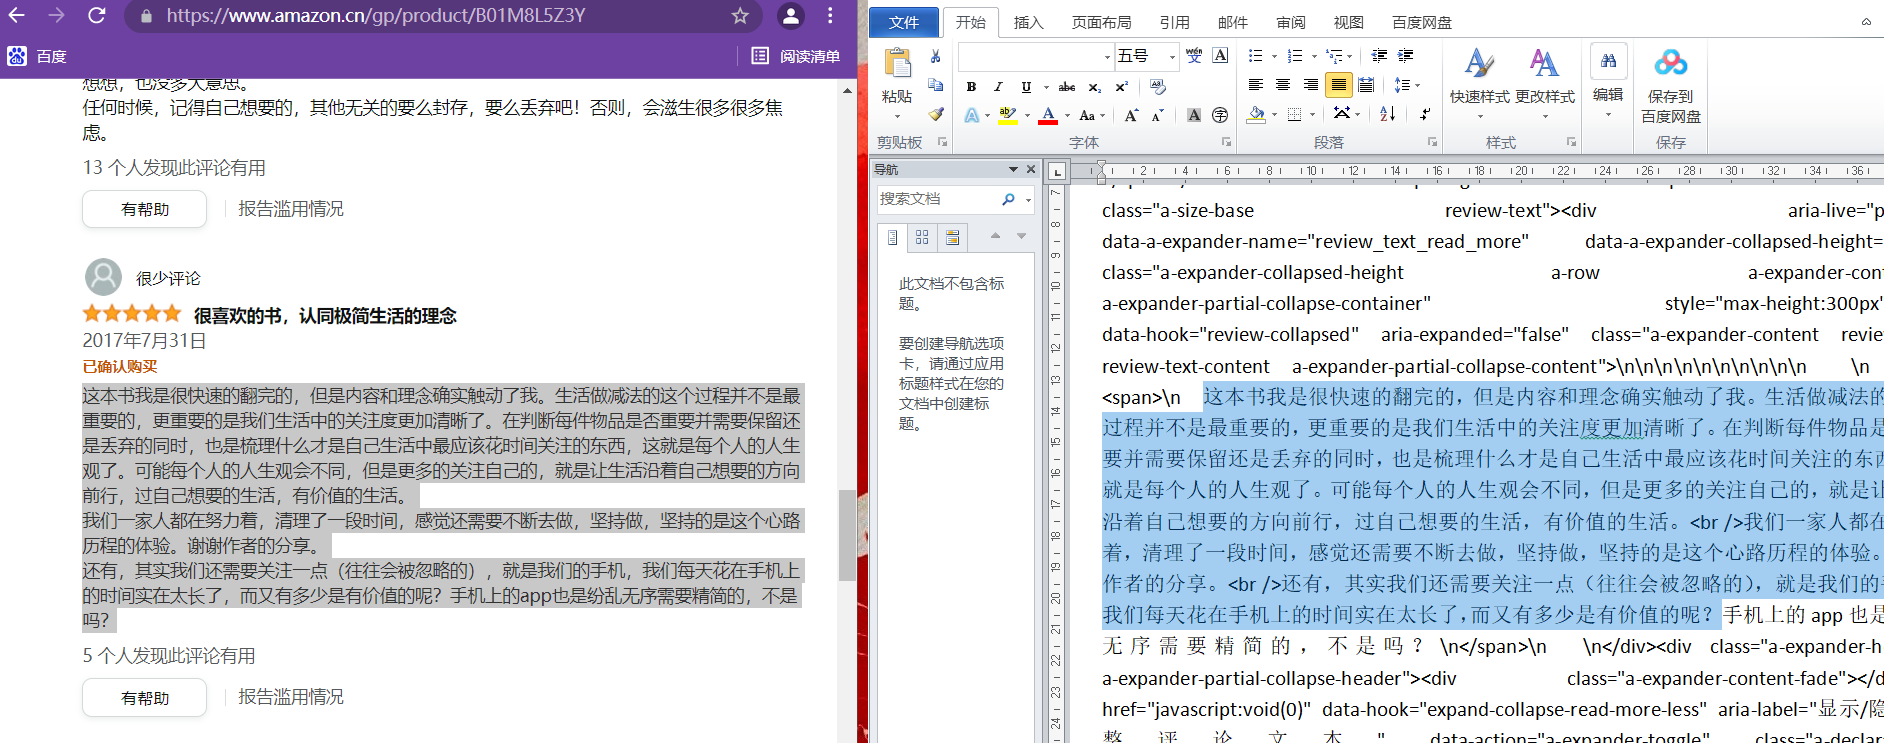 https://www.amazon.cn/gp/product/B01M8L5Z3Y
百度
阅读清单
想想，也没多大意思。
任何时候，记得自己想要的，其他无关的要么封存，要么丢弃吧！否则，会滋生很多很多焦
虑。
13 个人发现此评论有用
有帮助
报告滥用情况
很少评论
很喜欢的书，认同极简生活的理念
2017年7月31日
已确认购买
这本书我是很快速的翻完的，但是内容和理念确实触动了我。生活做减法的这个过程并不是最
重要的，更重要的是我们生活中的关注度更加清晰了。在判断每件物品是否重要并需要保留还
是丢弃的同时，也是梳理什么才是自己生活中最应该花时间关注的东西，这就是每个人的人生
观了。可能每个人的人生观会不同，但是更多的关注自己的，就是让生活沿着自己想要的方向
前行，过自己想要的生活，有价值的生活。
我们一家人都在努力着，清理了一段时间，感觉还需要不断去做，坚持做，坚持的是这个心路
历程的体验。谢谢作者的分享。
还有，其实我们还需要关注一点（往往会被忽略的），就是我们的手机，我们每天花在手机上
的时间实在太长了，而又有多少是有价值的呢？手机上的app也是纷乱无序需要精简的，不是
吗？
5 个人发现此评论有用
有帮助
报告滥用情况
文件 开始 插入 页面布局 引用 邮件 审阅 视图 百度网盘
五号
粘贴
快速样式 更改样式
编辑
保存到
百度网盘
剪贴板 字体 段落 样式 保存
导航
搜索文档
此文档不包含标
题。
要创建导航选项
卡，请通过应用
标题样式在您的
文档中创建标
题。
2 4 6 8 10 12 14 16 18 20 22 24 26 28 30 32 34 36
7
8
9
10
11
12
13
14
15
16
17
18
19
20
21
22
23
24
class="a-size-base review-text"><div aria-live="p
data-a-expander-name="review_text_read_more" data-a-expander-collapsed-height=
class="a-expander-collapsed-height a-row a-expander-con
a-expander-partial-collapse-container" style="max-height:300px"
data-hook="review-collapsed" aria-expanded="false" class="a-expander-content revie
review-text-content a-expander-partial-collapse-content">\n\n\n\n\n\n\n\n\n\n \n
<span>\n 这本书我是很快速的翻完的，但是内容和理念确实触动了我。生活做减法的
过程并不是最重要的，更重要的是我们生活中的关注度更加清晰了。在判断每件物品是
要并需要保留还是丢弃的同时，也是梳理什么才是自己生活中最应该花时间关注的东西
就是每个人的人生观了。可能每个人的人生观会不同，但是更多的关注自己的，就是让
沿着自己想要的方向前行，过自己想要的生活，有价值的生活。<br />我们一家人都在
着，清理了一段时间，感觉还需要不断去做，坚持做，坚持的是这个心路历程的体验。
作者的分享。<br />还有，其实我们还需要关注一点（往往会被忽略的），就是我们的
我们每天花在手机上的时间实在太长了，而又有多少是有价值的呢？手机上的 app 也是
无序需要精简的，不是吗？\n</span>\n \n</div><div class="a-expander-h
a-expander-partial-collapse-header"><div class="a-expander-content-fade"></d
href="javascript:void(0)" data-hook="expand-collapse-read-more-less" aria-label="显示/隐
整评论文本" data-action="a-expander-toggle" class="a-decla